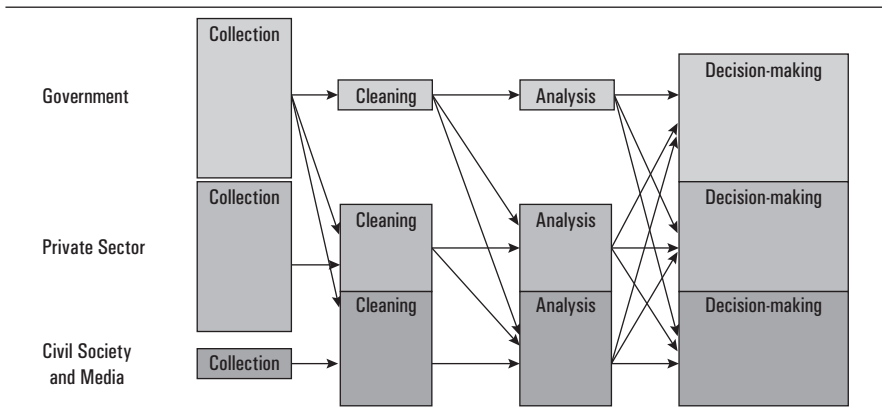 Collection
Decision-making
Government
Cleaning
Analysis
Collection
Decision-making
Cleaning
Analysis
Private Sector
Cleaning
Analysis
Decision-making
Civil Society
and Media
Collection